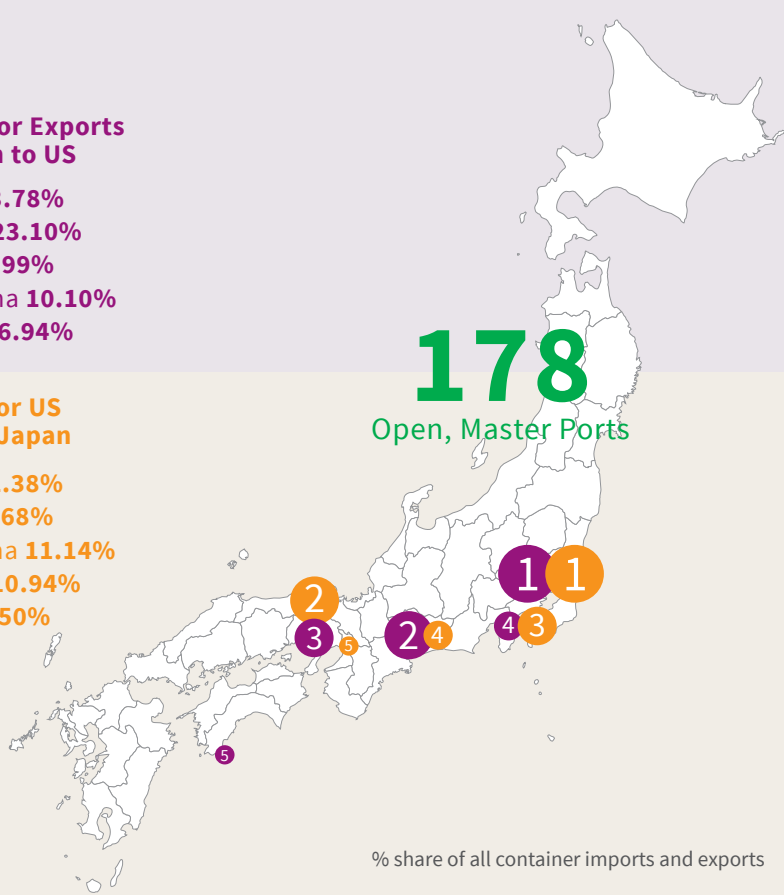 or Exports
to US
.78%
23.10%
99%
na 10.10%
6.94%
178
Open, Master Ports
or US
Japan
.38%
68%
na 11.14%
10.94%
50%
1 1
2
3
5
2 4
4 3
5
% share of all container imports and exports